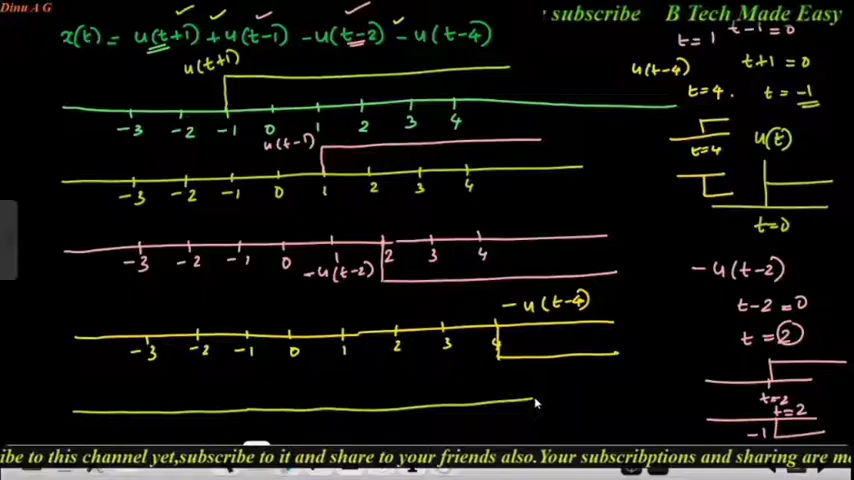 Dinu A G
subscribe B Tech Made Easy
x(t) = u(t+1) + u(t-1) - u(t-2) - u(t-4)
t=1 t-1=0
u(t+1)
u(t-4) t+1=0
t=4. t=-1
-3 -2 -1 0 1 2 3 4
u(t-1)
t=4 u(t)
-3 -2 -1 0 1 2 3 4
t=0
-3 -2 -1 0 1 2 3 4
-u(t-2)
-u(t-2)
t-2=0
-u(t-4)
t=2
-3 -2 -1 0 1 2 3 4
t=2
t=2
-1
ibe to this channel yet,subscribe to it and share to your friends also.Your subscribptions and sharing are me